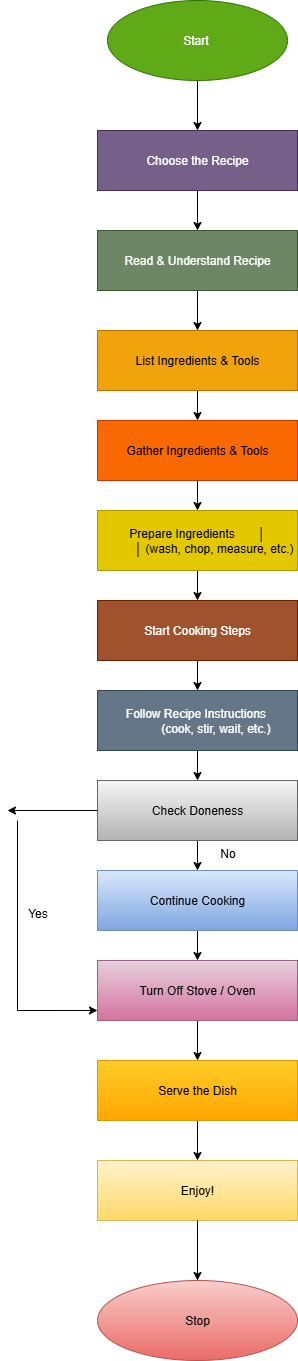 Start
Choose the Recipe
Read & Understand Recipe
List Ingredients & Tools
Gather Ingredients & Tools
Prepare Ingredients │
│ (wash, chop, measure, etc.)
Start Cooking Steps
Follow Recipe Instructions
(cook, stir, wait, etc.)
Check Doneness
No
Continue Cooking
Yes
Turn Off Stove / Oven
Serve the Dish
Enjoy!
Stop